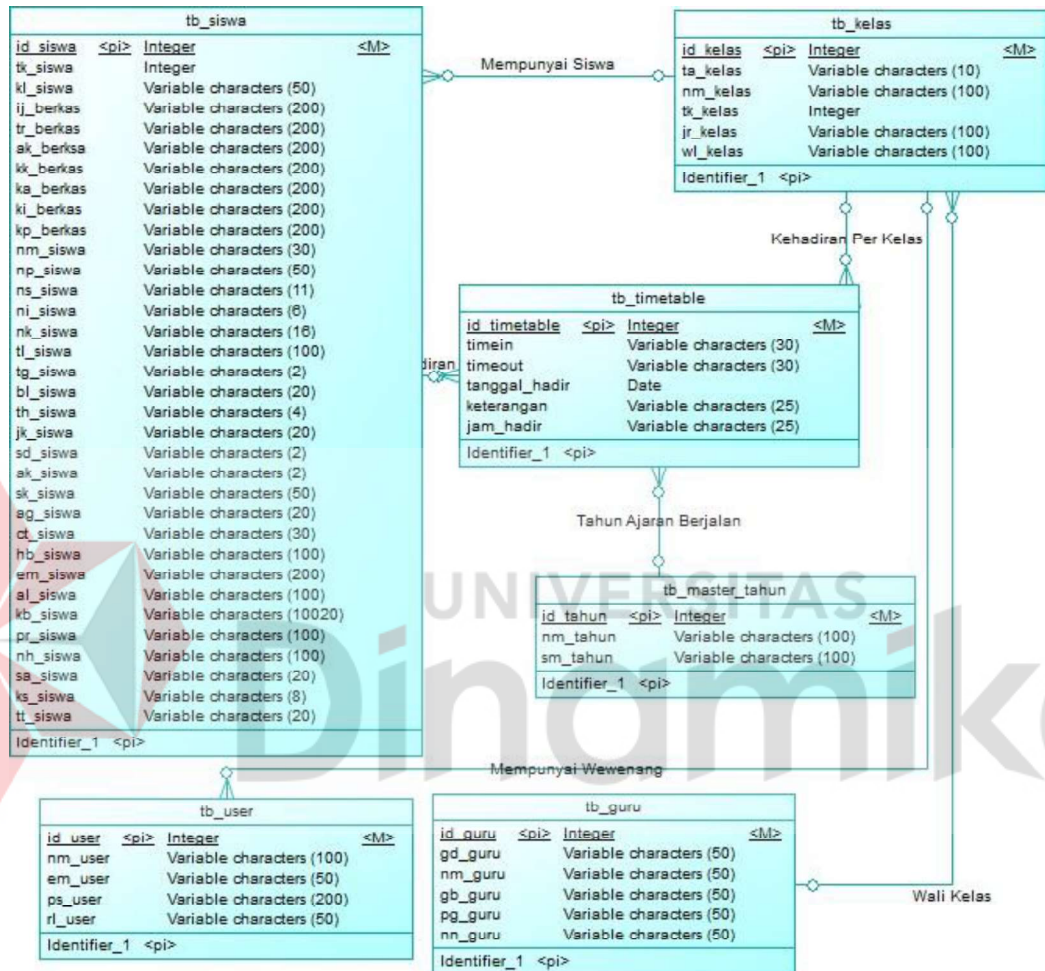 tb_siswa
id_siswa <pi> Integer <M>
tk_siswa Integer
kl_siswa Variable characters (50)
ij_berkas Variable characters (200)
tr_berkas Variable characters (200)
ak_berksa Variable characters (200)
kk_berkas Variable characters (200)
ka_berkas Variable characters (200)
ki_berkas Variable characters (200)
kp_berkas Variable characters (200)
nm_siswa Variable characters (30)
np_siswa Variable characters (50)
ns_siswa Variable characters (11)
ni_siswa Variable characters (6)
nk_siswa Variable characters (16)
tl_siswa Variable characters (100)
tg_siswa Variable characters (2)
bl_siswa Variable characters (20)
th_siswa Variable characters (4)
jk_siswa Variable characters (20)
sd_siswa Variable characters (2)
ak_siswa Variable characters (2)
sk_siswa Variable characters (50)
ag_siswa Variable characters (20)
ct_siswa Variable characters (30)
hb_siswa Variable characters (100)
em_siswa Variable characters (200)
al_siswa Variable characters (100)
kb_siswa Variable characters (10020)
pr_siswa Variable characters (100)
nh_siswa Variable characters (100)
sa_siswa Variable characters (20)
ks_siswa Variable characters (8)
tt_siswa Variable characters (20)
Identifier_1 <pi>
Mempunyai Siswa
tb_kelas
id_kelas <pi> Integer <M>
ta_kelas Variable characters (10)
nm_kelas Variable characters (100)
tk_kelas Integer
jr_kelas Variable characters (100)
wl_kelas Variable characters (100)
Identifier_1 <pi>
Kehadiran Per Kelas
diran
tb_timetable
id_timetable <pi> Integer <M>
timein Variable characters (30)
timeout Variable characters (30)
tanggal_hadir Date
keterangan Variable characters (25)
jam_hadir Variable characters (25)
Identifier_1 <pi>
Tahun Ajaran Berjalan
UNIVERSITAS
Dinamika
tb_master_tahun
id_tahun <pi> Integer <M>
nm_tahun Variable characters (100)
sm_tahun Variable characters (100)
Identifier_1 <pi>
Mempunyai Wewenang
tb_user
id_user <pi> Integer <M>
nm_user Variable characters (100)
em_user Variable characters (50)
ps_user Variable characters (200)
rl_user Variable characters (50)
Identifier_1 <pi>
tb_guru
id_guru <pi> Integer <M>
gd_guru Variable characters (50)
nm_guru Variable characters (50)
gb_guru Variable characters (50)
pg_guru Variable characters (50)
nn_guru Variable characters (50)
Identifier_1 <pi>
Wali Kelas